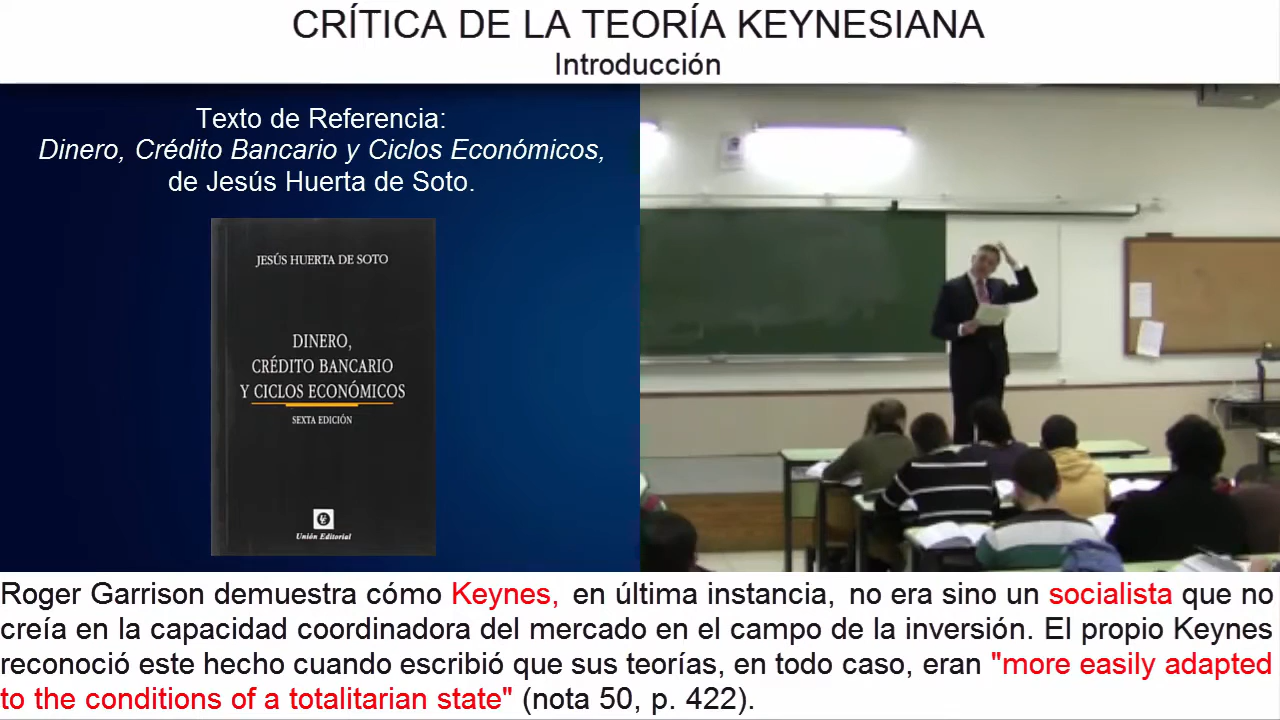 CRÍTICA DE LA TEORÍA KEYNESIANA
Introducción
Texto de Referencia:
Dinero, Crédito Bancario y Ciclos Económicos,
de Jesús Huerta de Soto.
JESÚS HUERTA DE SOTO
DINERO,
CRÉDITO BANCARIO
Y CICLOS ECONÓMICOS
SEXTA EDICIÓN
Unión Editorial
Roger Garrison demuestra cómo Keynes, en última instancia, no era sino un socialista que no
creía en la capacidad coordinadora del mercado en el campo de la inversión. El propio Keynes
reconoció este hecho cuando escribió que sus teorías, en todo caso, eran "more easily adapted
to the conditions of a totalitarian state" (nota 50, p. 422).